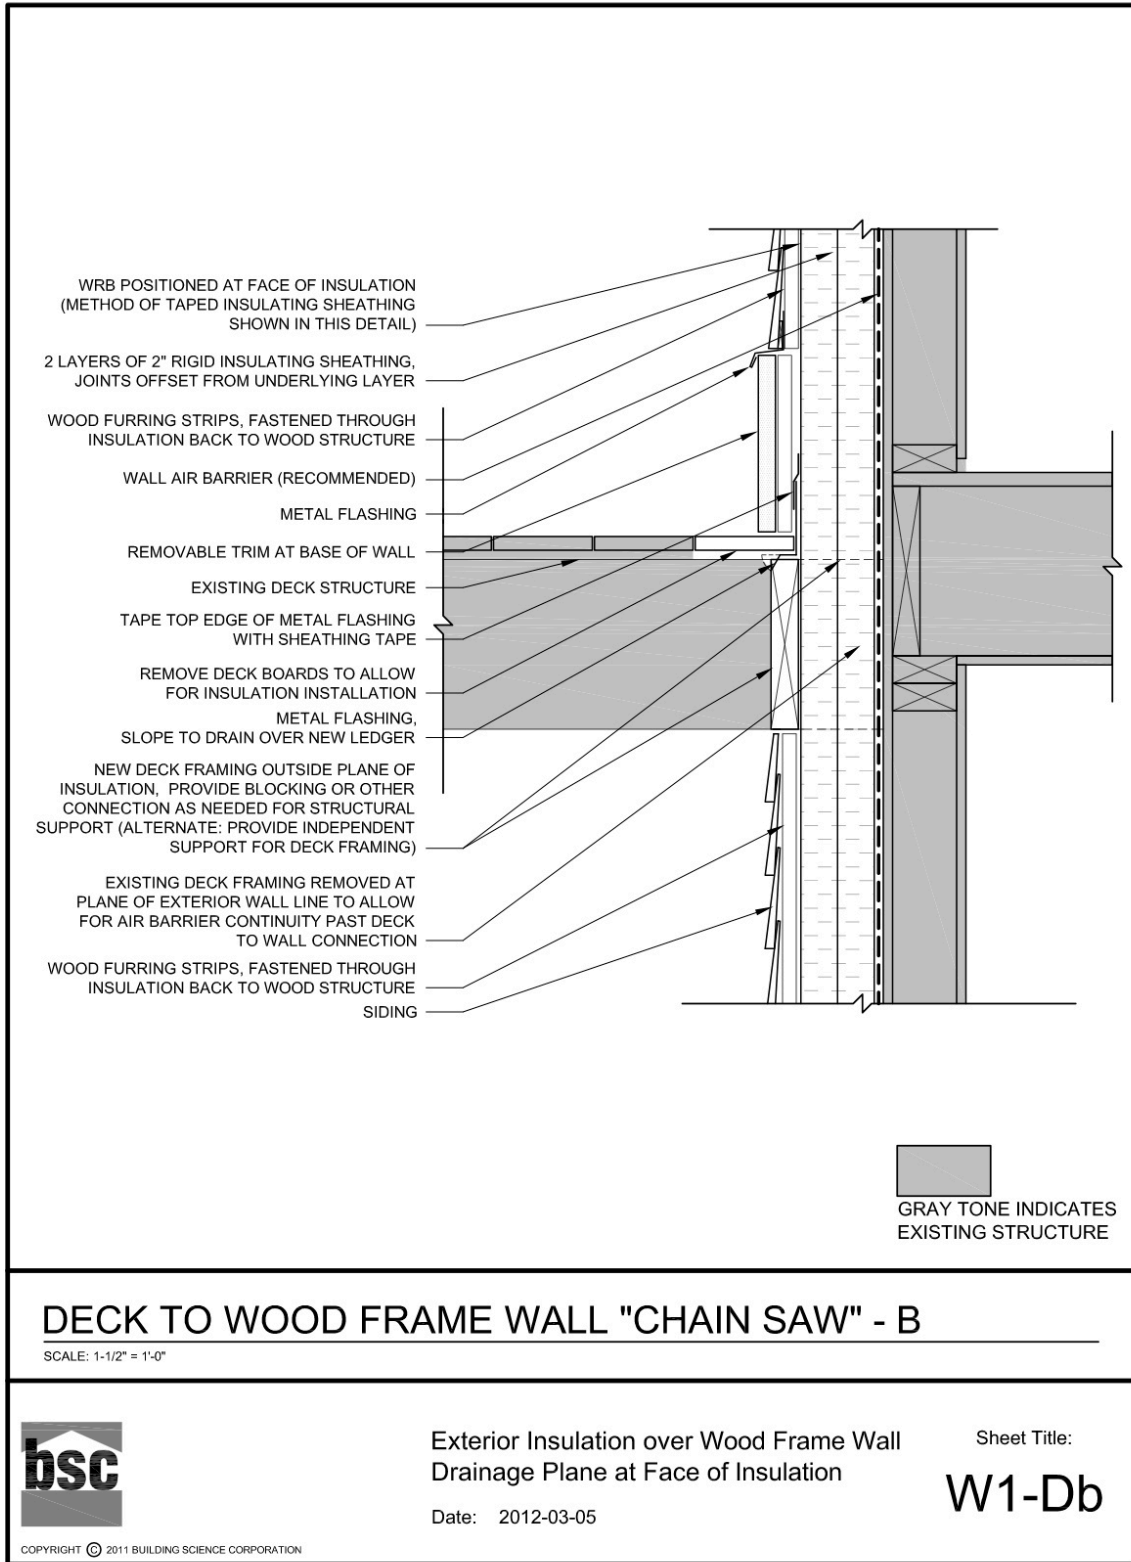 WRB POSITIONED AT FACE OF INSULATION
(METHOD OF TAPED INSULATING SHEATHING
SHOWN IN THIS DETAIL)
2 LAYERS OF 2" RIGID INSULATING SHEATHING,
JOINTS OFFSET FROM UNDERLYING LAYER
WOOD FURRING STRIPS, FASTENED THROUGH
INSULATION BACK TO WOOD STRUCTURE
WALL AIR BARRIER (RECOMMENDED)
METAL FLASHING
REMOVABLE TRIM AT BASE OF WALL
EXISTING DECK STRUCTURE
TAPE TOP EDGE OF METAL FLASHING
WITH SHEATHING TAPE
REMOVE DECK BOARDS TO ALLOW
FOR INSULATION INSTALLATION
METAL FLASHING,
SLOPE TO DRAIN OVER NEW LEDGER
NEW DECK FRAMING OUTSIDE PLANE OF
INSULATION, PROVIDE BLOCKING OR OTHER
CONNECTION AS NEEDED FOR STRUCTURAL
SUPPORT (ALTERNATE: PROVIDE INDEPENDENT
SUPPORT FOR DECK FRAMING)
EXISTING DECK FRAMING REMOVED AT
PLANE OF EXTERIOR WALL LINE TO ALLOW
FOR AIR BARRIER CONTINUITY PAST DECK
TO WALL CONNECTION
WOOD FURRING STRIPS, FASTENED THROUGH
INSULATION BACK TO WOOD STRUCTURE
SIDING
GRAY TONE INDICATES
EXISTING STRUCTURE
DECK TO WOOD FRAME WALL "CHAIN SAW" - B
SCALE: 1-1/2" = 1'-0"
bsc
COPYRIGHT © 2011 BUILDING SCIENCE CORPORATION
Exterior Insulation over Wood Frame Wall
Drainage Plane at Face of Insulation
Date: 2012-03-05
Sheet Title:
W1-Db